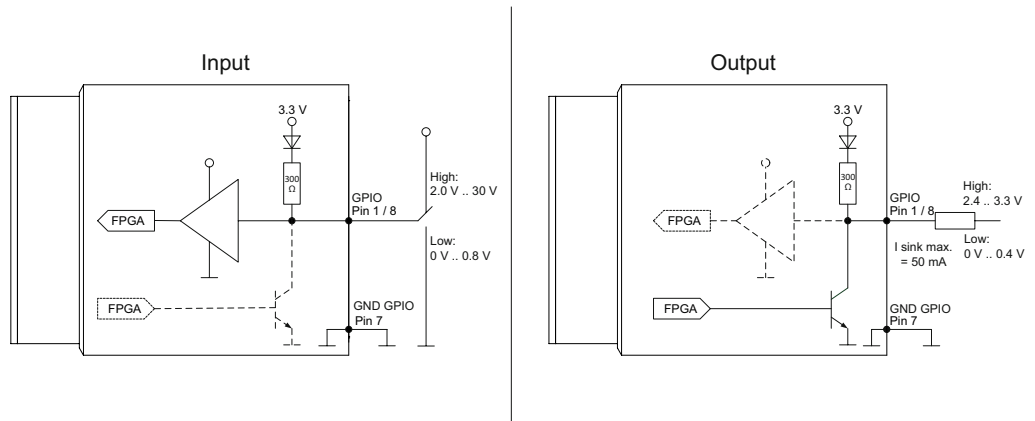 Input
3.3 V
300
Ω
High:
2.0 V .. 30 V
GPIO
Pin 1 / 8
FPGA
Low:
0 V .. 0.8 V
FPGA
GND GPIO
Pin 7
Output
3.3 V
300
Ω
High:
2.4 .. 3.3 V
GPIO
Pin 1 / 8
FPGA
I sink max.
= 50 mA
Low:
0 V .. 0.4 V
FPGA
GND GPIO
Pin 7